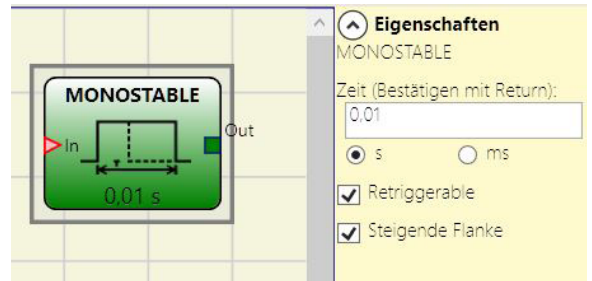 MONOSTABLE
In
Out
T
0,01 s
Eigenschaften
MONOSTABLE
Zeit (Bestätigen mit Return):
0,01
s ms
Retriggerable
Steigende Flanke